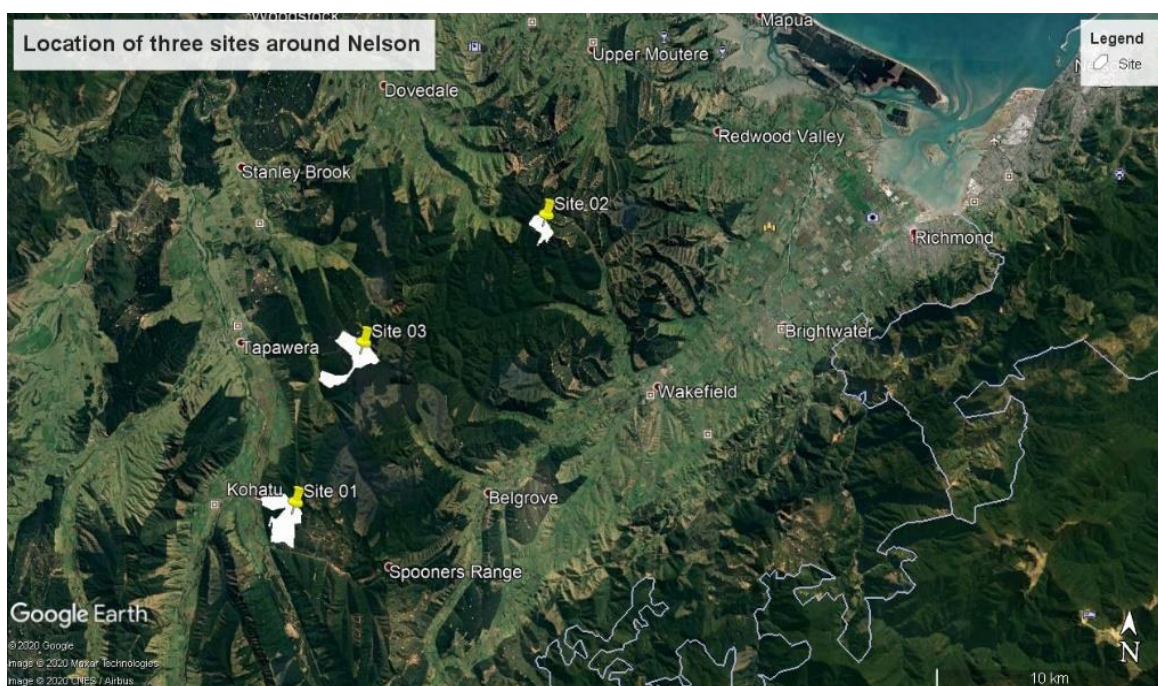 Woodstock
Mapua
Location of three sites around Nelson
Legend
Site
Upper Moutere
N
Dovedale
Redwood Valley
Stanley Brook
Site 02
Richmond
Site 03
Brightwater
Tapawera
Wakefield
Kohatu
Site 01
Belgrove
Spooners Range
Google Earth
© 2020 Google
Image © 2020 Maxar Technologies
Image © 2020 CNES / Airbus
N
10 km